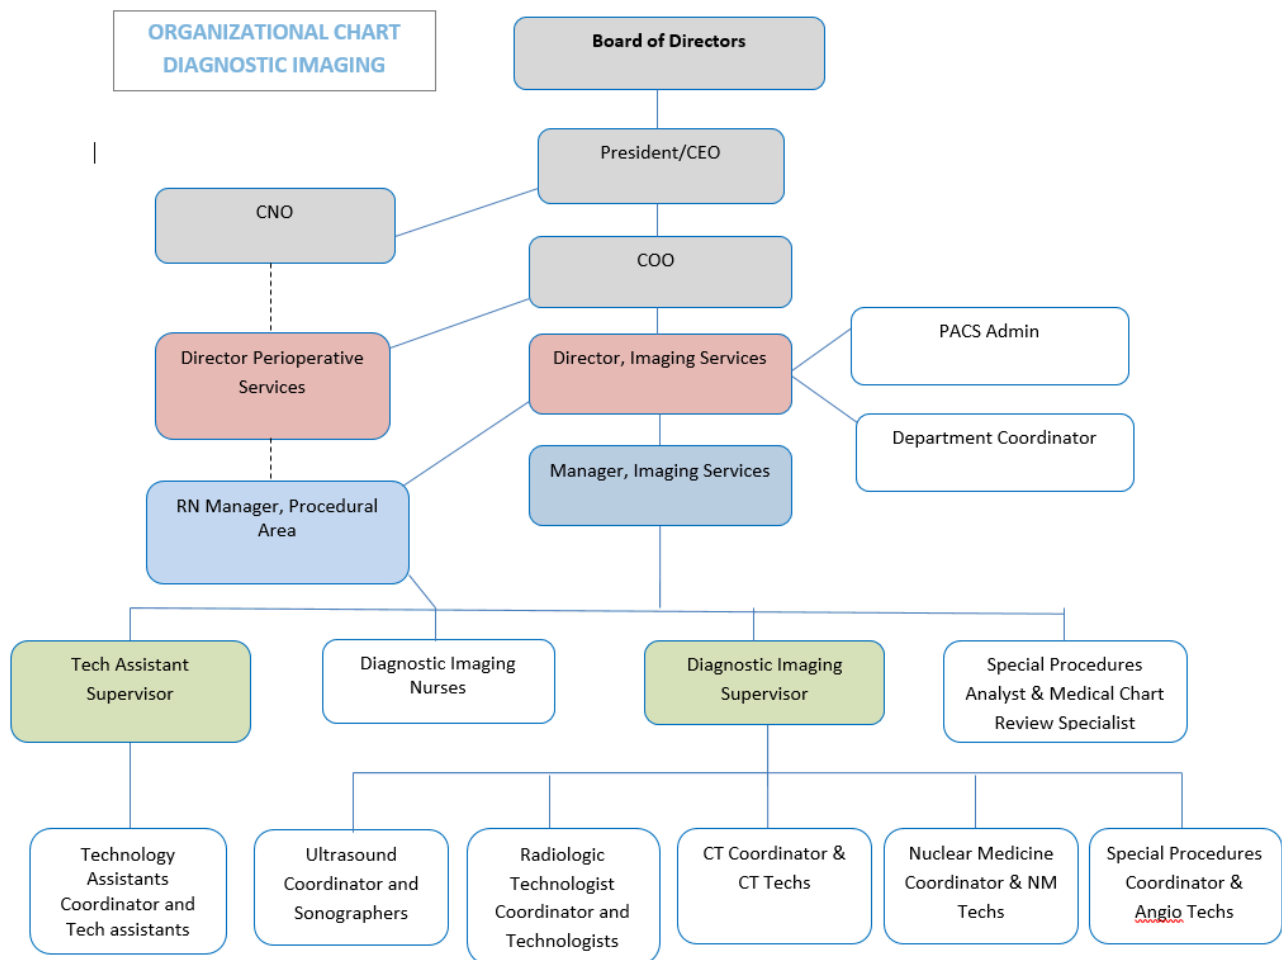 ORGANIZATIONAL CHART
DIAGNOSTIC IMAGING
Board of Directors
President/CEO
CNO
COO
PACS Admin
Director Perioperative
Services
Director, Imaging Services
Department Coordinator
Manager, Imaging Services
RN Manager, Procedural
Area
Tech Assistant
Supervisor
Diagnostic Imaging
Nurses
Diagnostic Imaging
Supervisor
Special Procedures
Analyst & Medical Chart
Review Specialist
Technology
Assistants
Coordinator and
Tech assistants
Ultrasound
Coordinator and
Sonographers
Radiologic
Technologist
Coordinator and
Technologists
CT Coordinator &
CT Techs
Nuclear Medicine
Coordinator & NM
Techs
Special Procedures
Coordinator &
Angio Techs